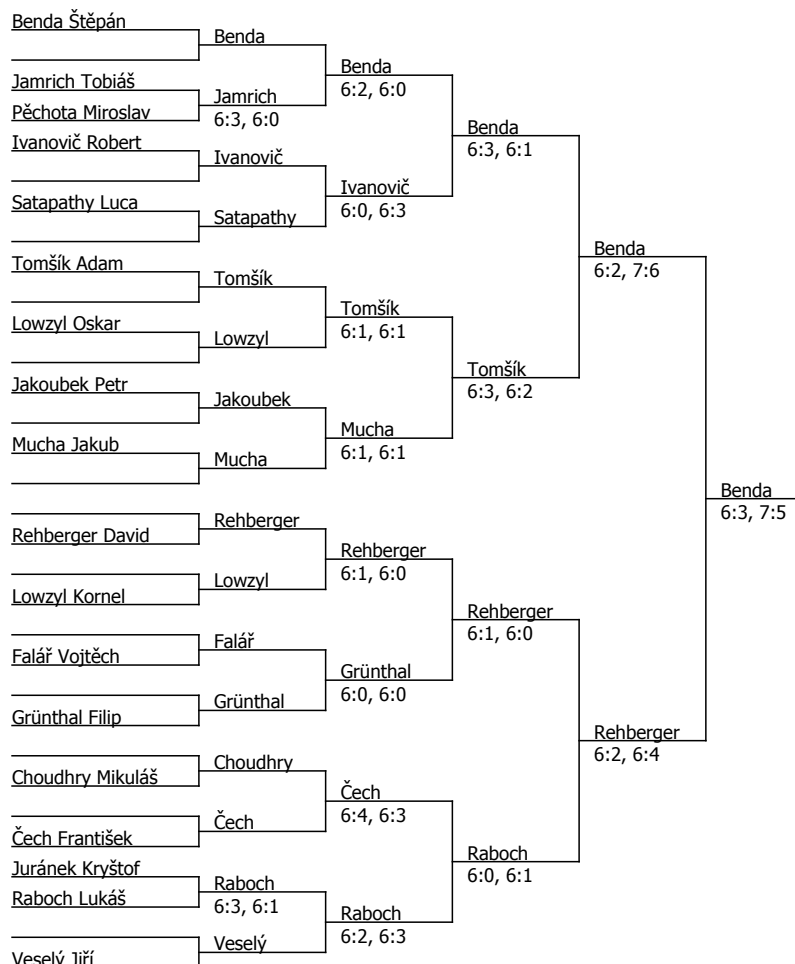 Benda Štěpán
Benda
Benda
6:2, 6:0
Jamrich Tobiáš
Jamrich
Pěchota Miroslav
6:3, 6:0
Benda
6:3, 6:1
Ivanovič Robert
Ivanovič
Ivanovič
6:0, 6:3
Satapathy Luca
Satapathy
Benda
6:2, 7:6
Tomšík Adam
Tomšík
Tomšík
6:1, 6:1
Lowzyl Oskar
Lowzyl
Tomšík
6:3, 6:2
Jakoubek Petr
Jakoubek
Mucha
6:1, 6:1
Mucha Jakub
Mucha
Benda
6:3, 7:5
Rehberger David
Rehberger
Rehberger
6:1, 6:0
Lowzyl Kornel
Lowzyl
Rehberger
6:1, 6:0
Falář Vojtěch
Falář
Grünthal
6:0, 6:0
Grünthal Filip
Grünthal
Rehberger
6:2, 6:4
Choudhry Mikuláš
Choudhry
Čech
6:4, 6:3
Čech František
Čech
Raboch
6:0, 6:1
Juránek Kryštof
Raboch
Raboch Lukáš
6:3, 6:1
Raboch
6:2, 6:3
Veselý Jiří
Veselý